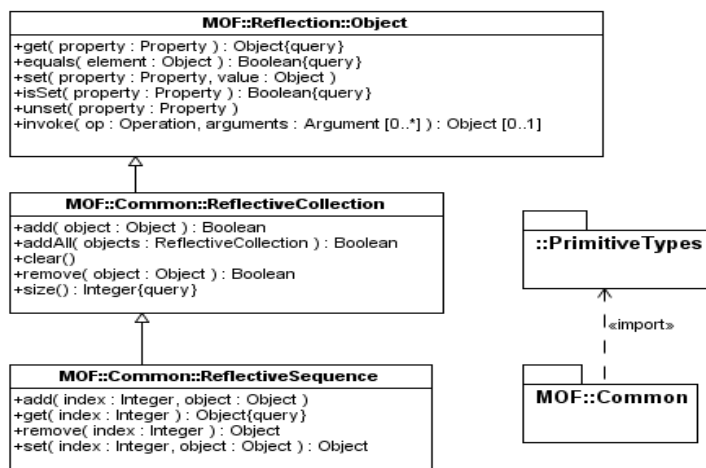 MOF::Reflection::Object
+get( property : Property ) : Object{query}
+equals( element : Object ) : Boolean{query}
+set( property : Property, value : Object )
+isSet( property : Property ) : Boolean{query}
+unset( property : Property )
+invoke( op : Operation, arguments : Argument [0..*] ) : Object [0..1]
MOF::Common::ReflectiveCollection
+add( object : Object ) : Boolean
+addAll( objects : ReflectiveCollection ) : Boolean
+clear()
+remove( object : Object ) : Boolean
+size() : Integer{query}
MOF::Common::ReflectiveSequence
+add( index : Integer, object : Object )
+get( index : Integer ) : Object{query}
+remove( index : Integer ) : Object
+set( index : Integer, object : Object ) : Object
::PrimitiveTypes
«import»
MOF::Common